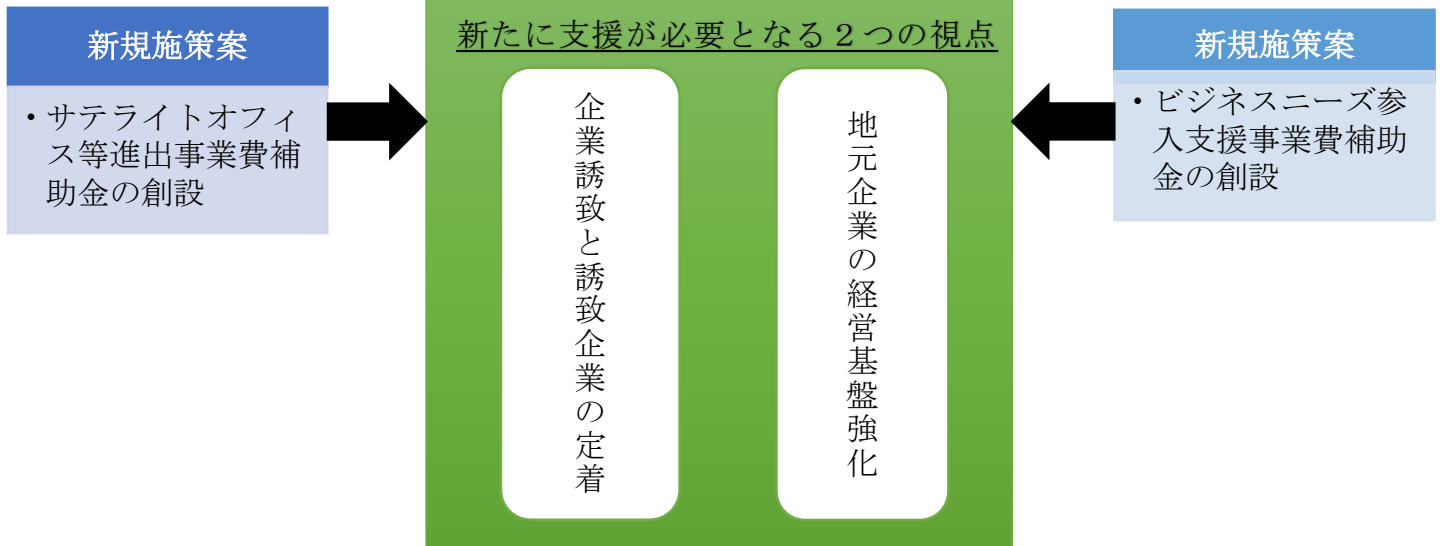 新規施策案
・サテライトオフィ
ス等進出事業費補
助金の創設
新たに支援が必要となる２つの視点
企業誘致と誘致企業の定着
地元企業の経営基盤強化
新規施策案
・ビジネスニーズ参
入支援事業費補助
金の創設